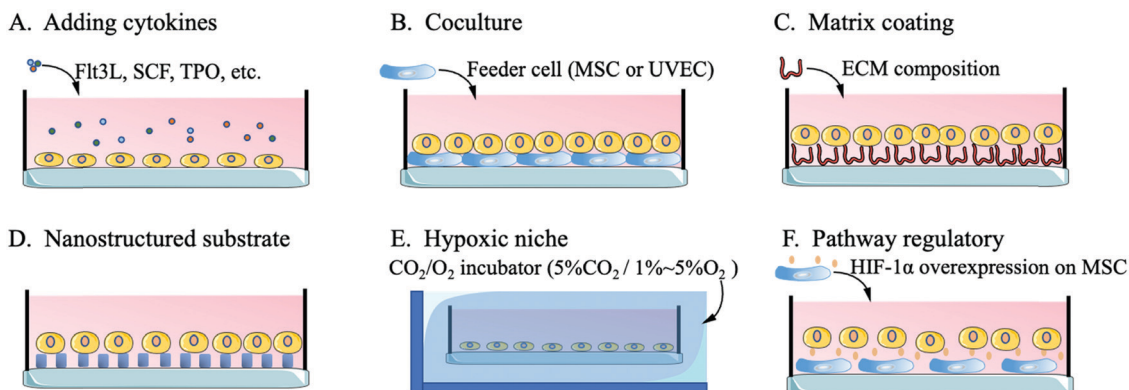 A. Adding cytokines
Flt3L, SCF, TPO, etc.
B. Coculture
Feeder cell (MSC or UVEC)
C. Matrix coating
ECM composition
D. Nanostructured substrate
E. Hypoxic niche
CO₂/O₂ incubator (5%CO₂ / 1%~5%O₂ )
F. Pathway regulatory
HIF-1α overexpression on MSC